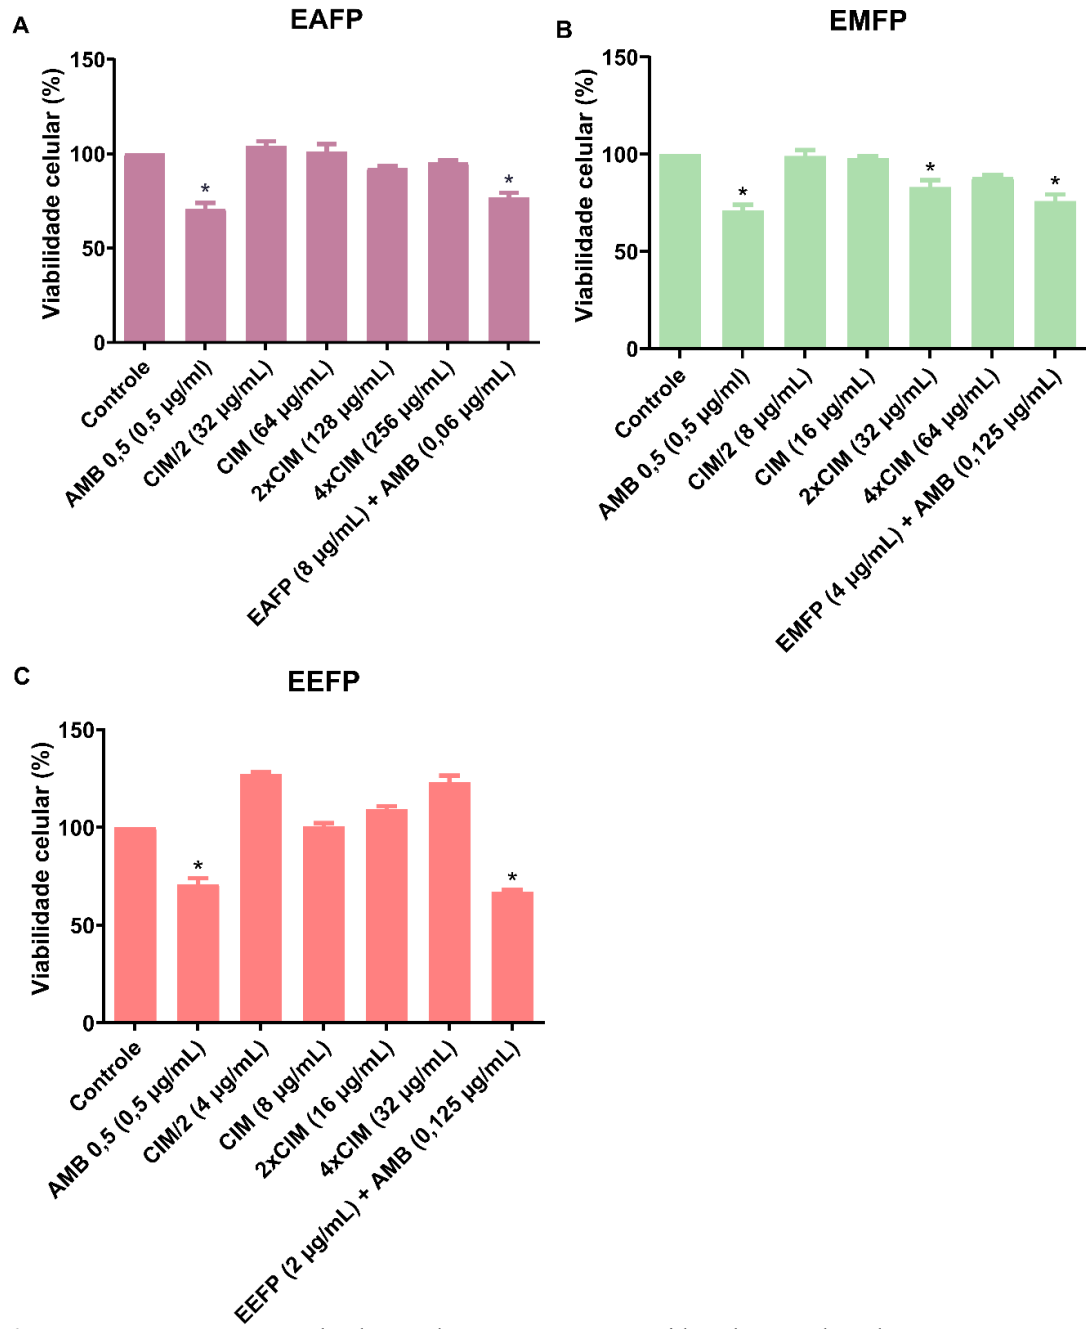 A
EAFP
Viabilidade celular (%)
150
100
50
0
*
*
Controle
AMB 0,5 (0,5 µg/ml)
CIM/2 (32 µg/mL)
CIM (64 µg/mL)
2xCIM (128 µg/mL)
4xCIM (256 µg/mL)
EAFP (8 µg/mL) + AMB (0,06 µg/mL)
B
EMFP
Viabilidade celular (%)
150
100
50
0
*
*
*
Controle
AMB 0,5 (0,5 µg/ml)
CIM/2 (8 µg/mL)
CIM (16 µg/mL)
2xCIM (32 µg/mL)
4xCIM (64 µg/mL)
EMFP (4 µg/mL) + AMB (0,125 µg/mL)
C
EEFP
Viabilidade celular (%)
150
100
50
0
*
*
Controle
AMB 0,5 (0,5 µg/mL)
CIM/2 (4 µg/mL)
CIM (8 µg/mL)
2xCIM (16 µg/mL)
4xCIM (32 µg/mL)
EEFP (2 µg/mL) + AMB (0,125 µg/mL)